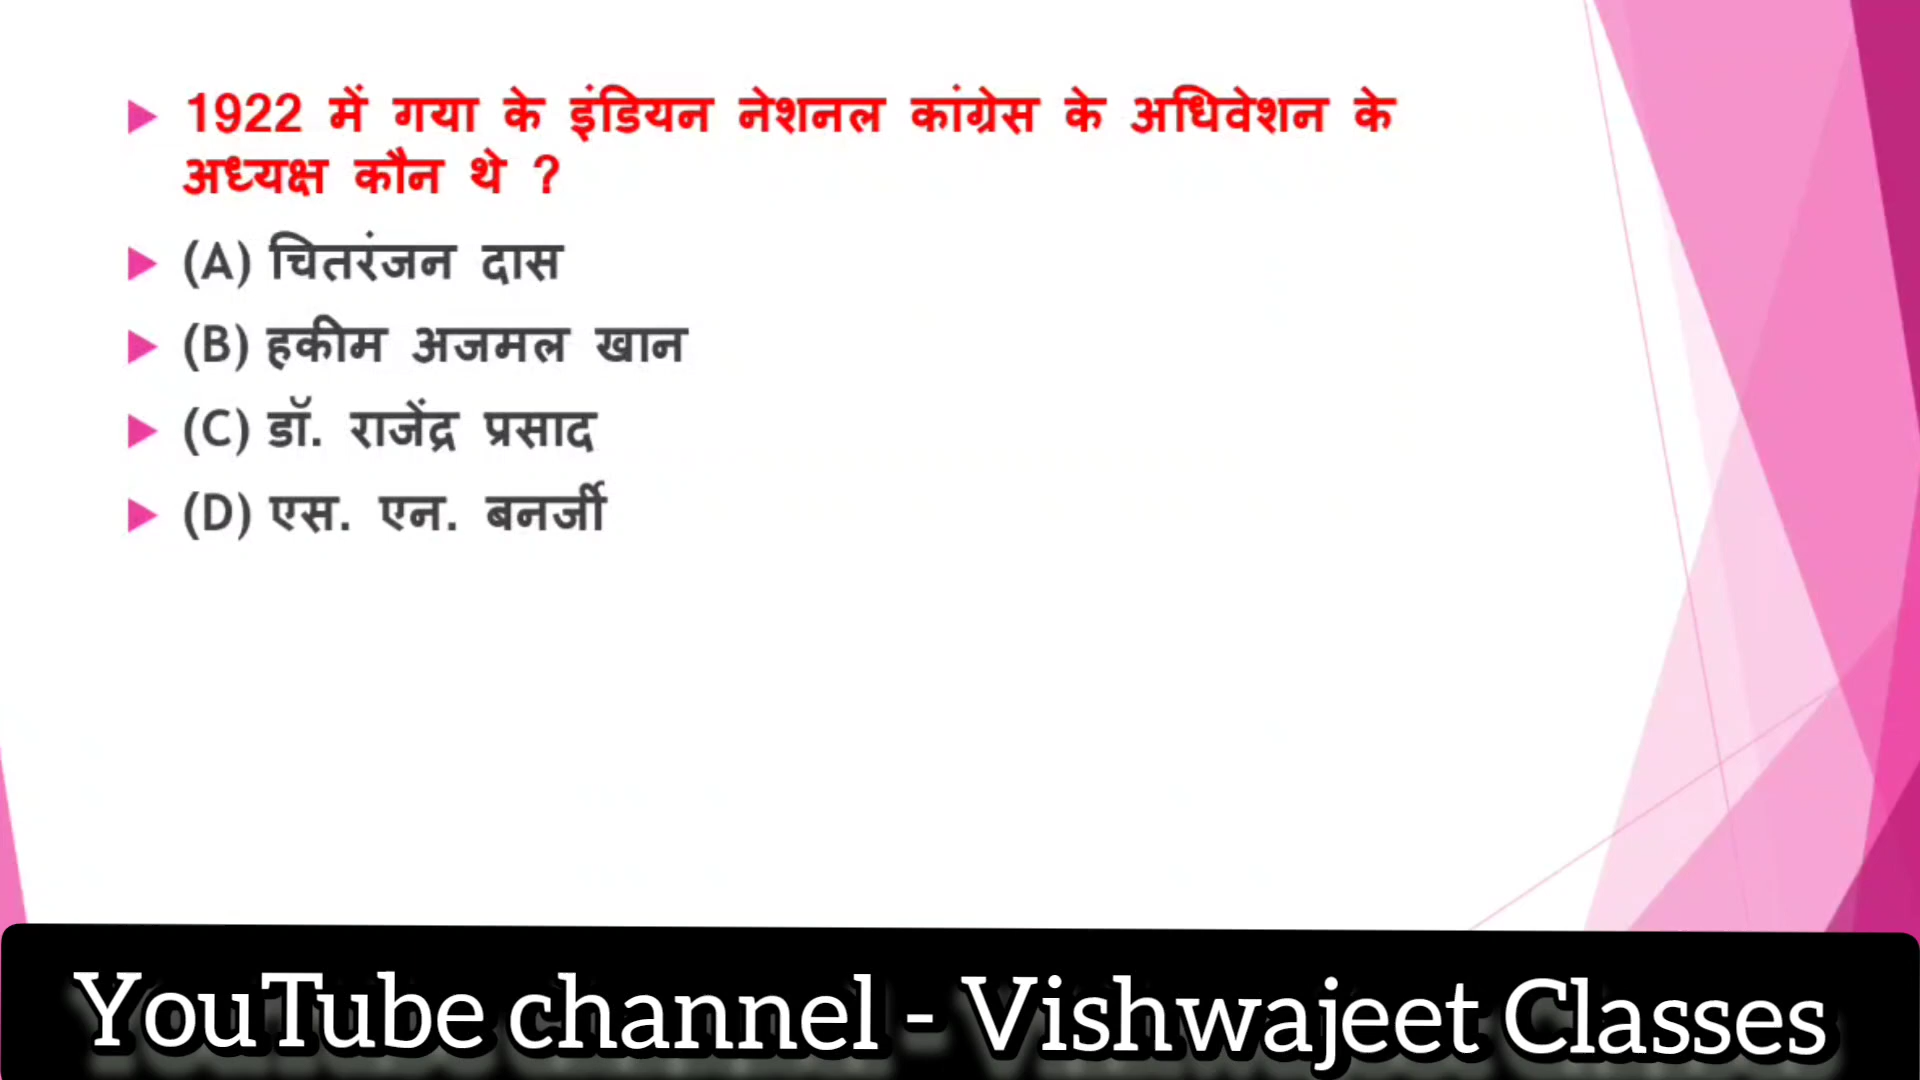 1922 में गया के इंडियन नेशनल कांग्रेस के अधिवेशन के
अध्यक्ष कौन थे ?
(A) चितरंजन दास
(B) हकीम अजमल खान
(C) डॉ. राजेंद्र प्रसाद
(D) एस. एन. बनर्जी
YouTube channel - Vishwajeet Classes